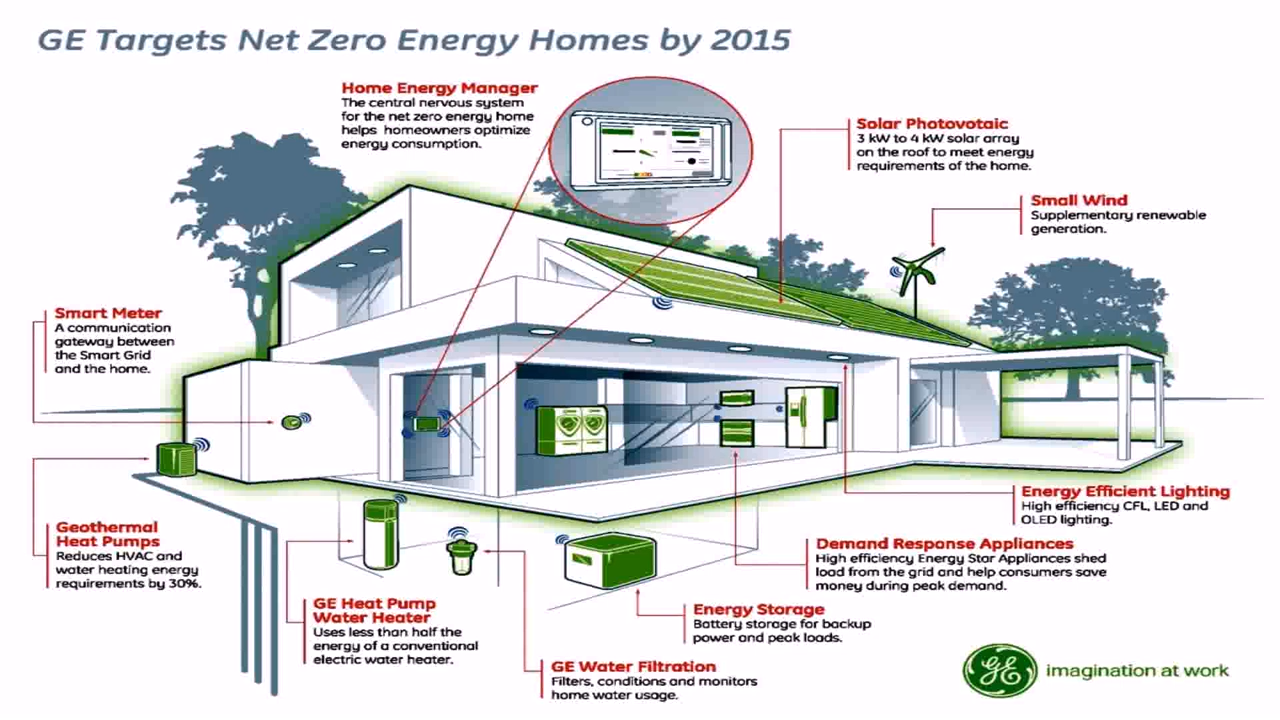 GE Targets Net Zero Energy Homes by 2015
Home Energy Manager
The central nervous system
for the net zero energy home
helps homeowners optimize
energy consumption.
Solar Photovotaic
3 kW to 4 kW solar array
on the roof to meet energy
requirements of the home.
Small Wind
Supplementary renewable
generation.
Smart Meter
A communication
gateway between
the Smart Grid
and the home.
Geothermal
Heat Pumps
Reduces HVAC and
water heating energy
requirements by 30%.
Energy Efficient Lighting
High efficiency CFL, LED and
OLED lighting.
Demand Response Appliances
High efficiency Energy Star Appliances shed
load from the grid and help consumers save
money during peak demand.
GE Heat Pump
Water Heater
Uses less than half the
energy of a conventional
electric water heater.
Energy Storage
Battery storage for backup
power and peak loads.
GE Water Filtration
Filters, conditions and monitors
home water usage.
GE
imagination at work